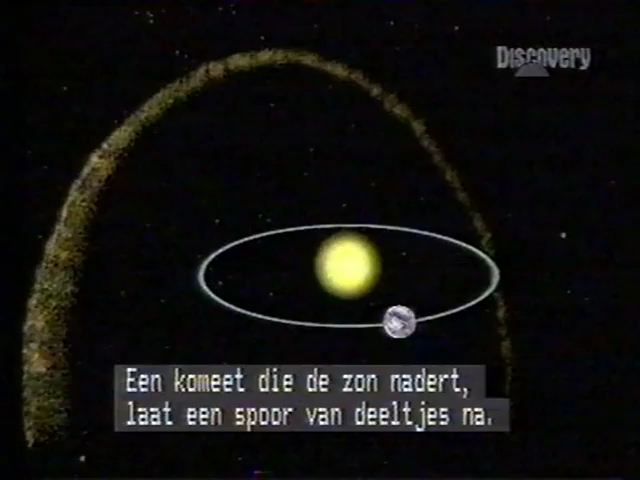 Discovery
Een komeet die de zon nadert,
laat een spoor van deeltjes na.